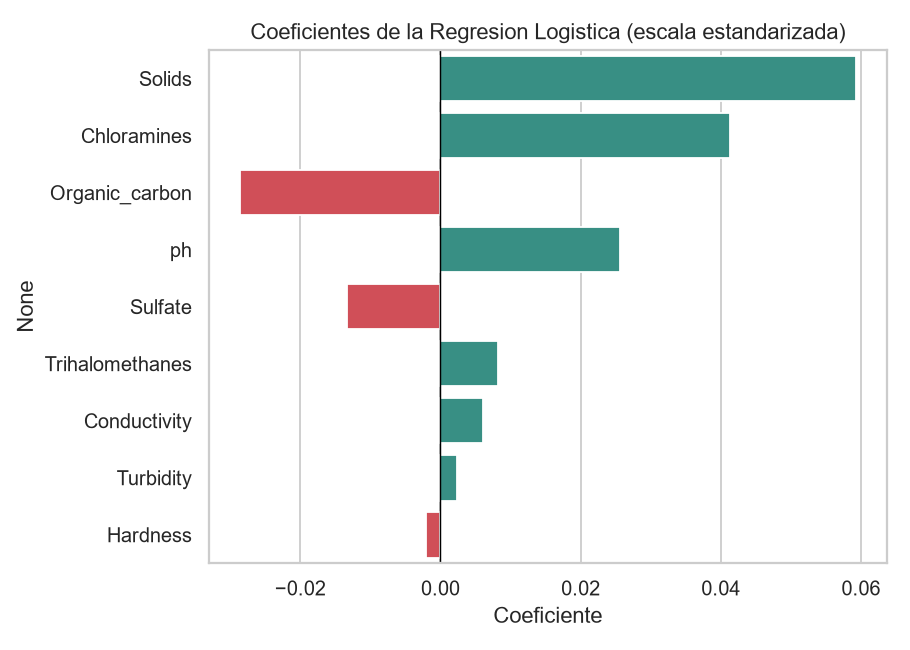 Coeficientes de la Regresion Logistica (escala estandarizada)
Solids
Chloramines
Organic_carbon
ph
Sulfate
Trihalomethanes
Conductivity
Turbidity
Hardness
None
−0.02 0.00 0.02 0.04 0.06
Coeficiente